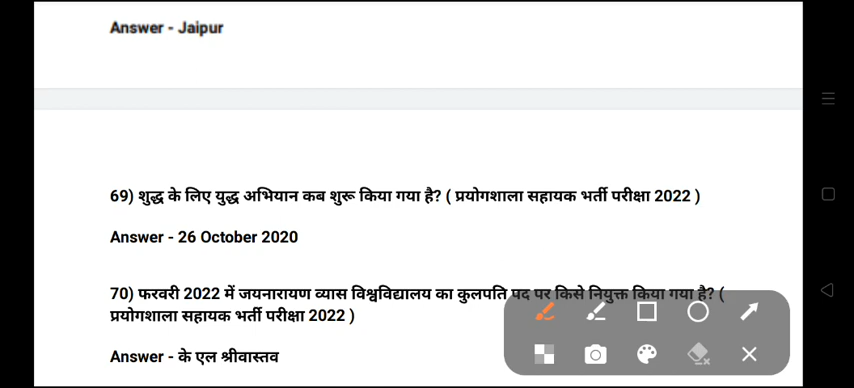 Answer - Jaipur
69) शुद्ध के लिए युद्ध अभियान कब शुरू किया गया है? ( प्रयोगशाला सहायक भर्ती परीक्षा 2022 )
Answer - 26 October 2020
70) फरवरी 2022 में जयनारायण व्यास विश्वविद्यालय का कुलपति पद पर किसे नियुक्त किया गया है? (
प्रयोगशाला सहायक भर्ती परीक्षा 2022 )
Answer - के एल श्रीवास्तव